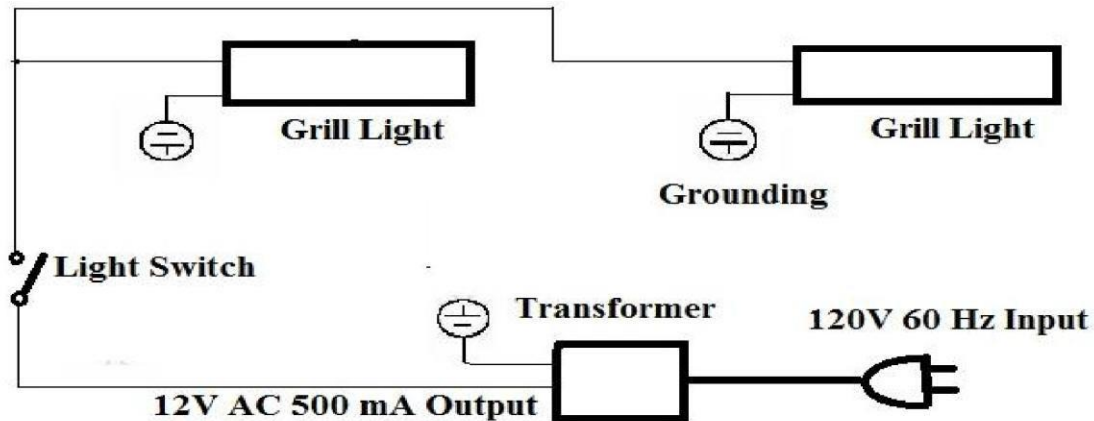 Grill Light
Grill Light
Grounding
Light Switch
Transformer
120V 60 Hz Input
12V AC 500 mA Output